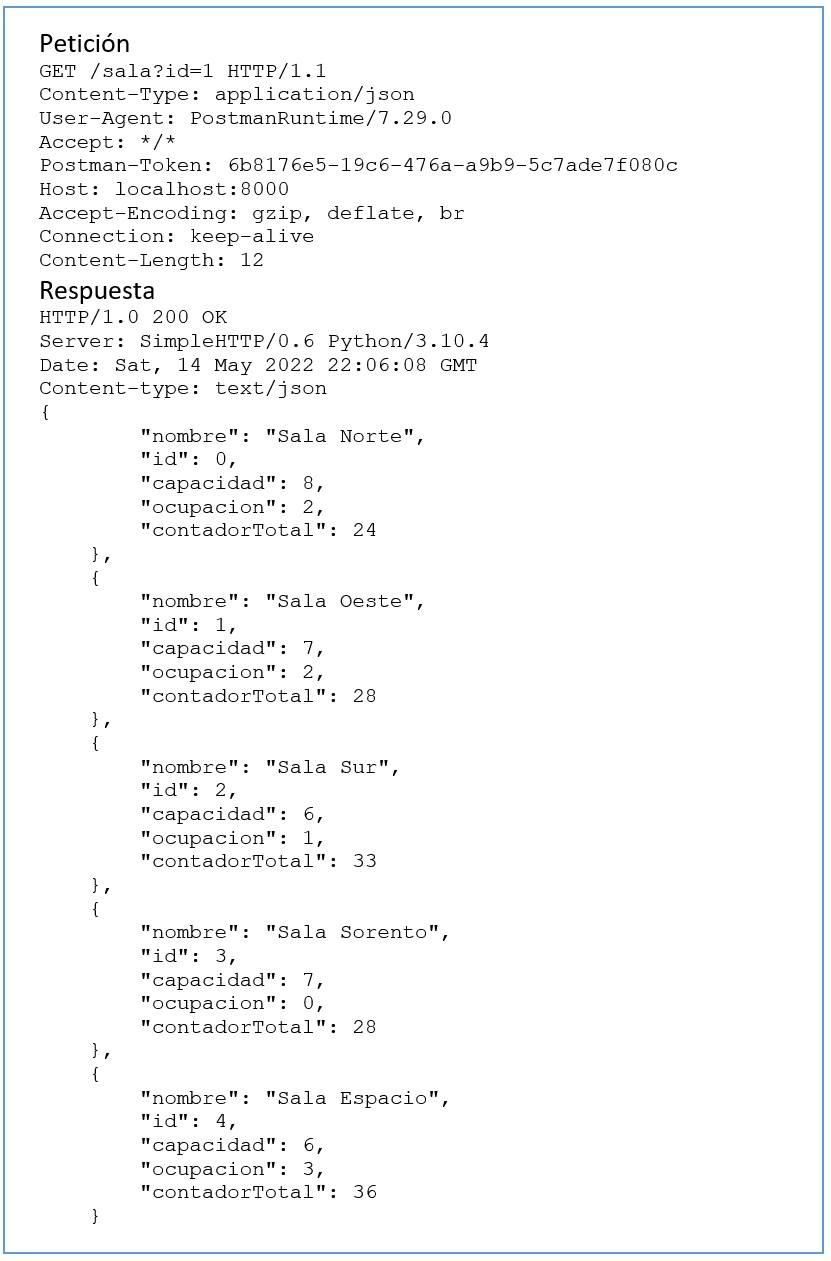 Petición
GET /sala?id=1 HTTP/1.1
Content-Type: application/json
User-Agent: PostmanRuntime/7.29.0
Accept: */*
Postman-Token: 6b8176e5-19c6-476a-a9b9-5c7ade7f080c
Host: localhost:8000
Accept-Encoding: gzip, deflate, br
Connection: keep-alive
Content-Length: 12
Respuesta
HTTP/1.0 200 OK
Server: SimpleHTTP/0.6 Python/3.10.4
Date: Sat, 14 May 2022 22:06:08 GMT
Content-type: text/json
{
        "nombre": "Sala Norte",
        "id": 0,
        "capacidad": 8,
        "ocupacion": 2,
        "contadorTotal": 24
    },
    {
        "nombre": "Sala Oeste",
        "id": 1,
        "capacidad": 7,
        "ocupacion": 2,
        "contadorTotal": 28
    },
    {
        "nombre": "Sala Sur",
        "id": 2,
        "capacidad": 6,
        "ocupacion": 1,
        "contadorTotal": 33
    },
    {
        "nombre": "Sala Sorento",
        "id": 3,
        "capacidad": 7,
        "ocupacion": 0,
        "contadorTotal": 28
    },
    {
        "nombre": "Sala Espacio",
        "id": 4,
        "capacidad": 6,
        "ocupacion": 3,
        "contadorTotal": 36
    }